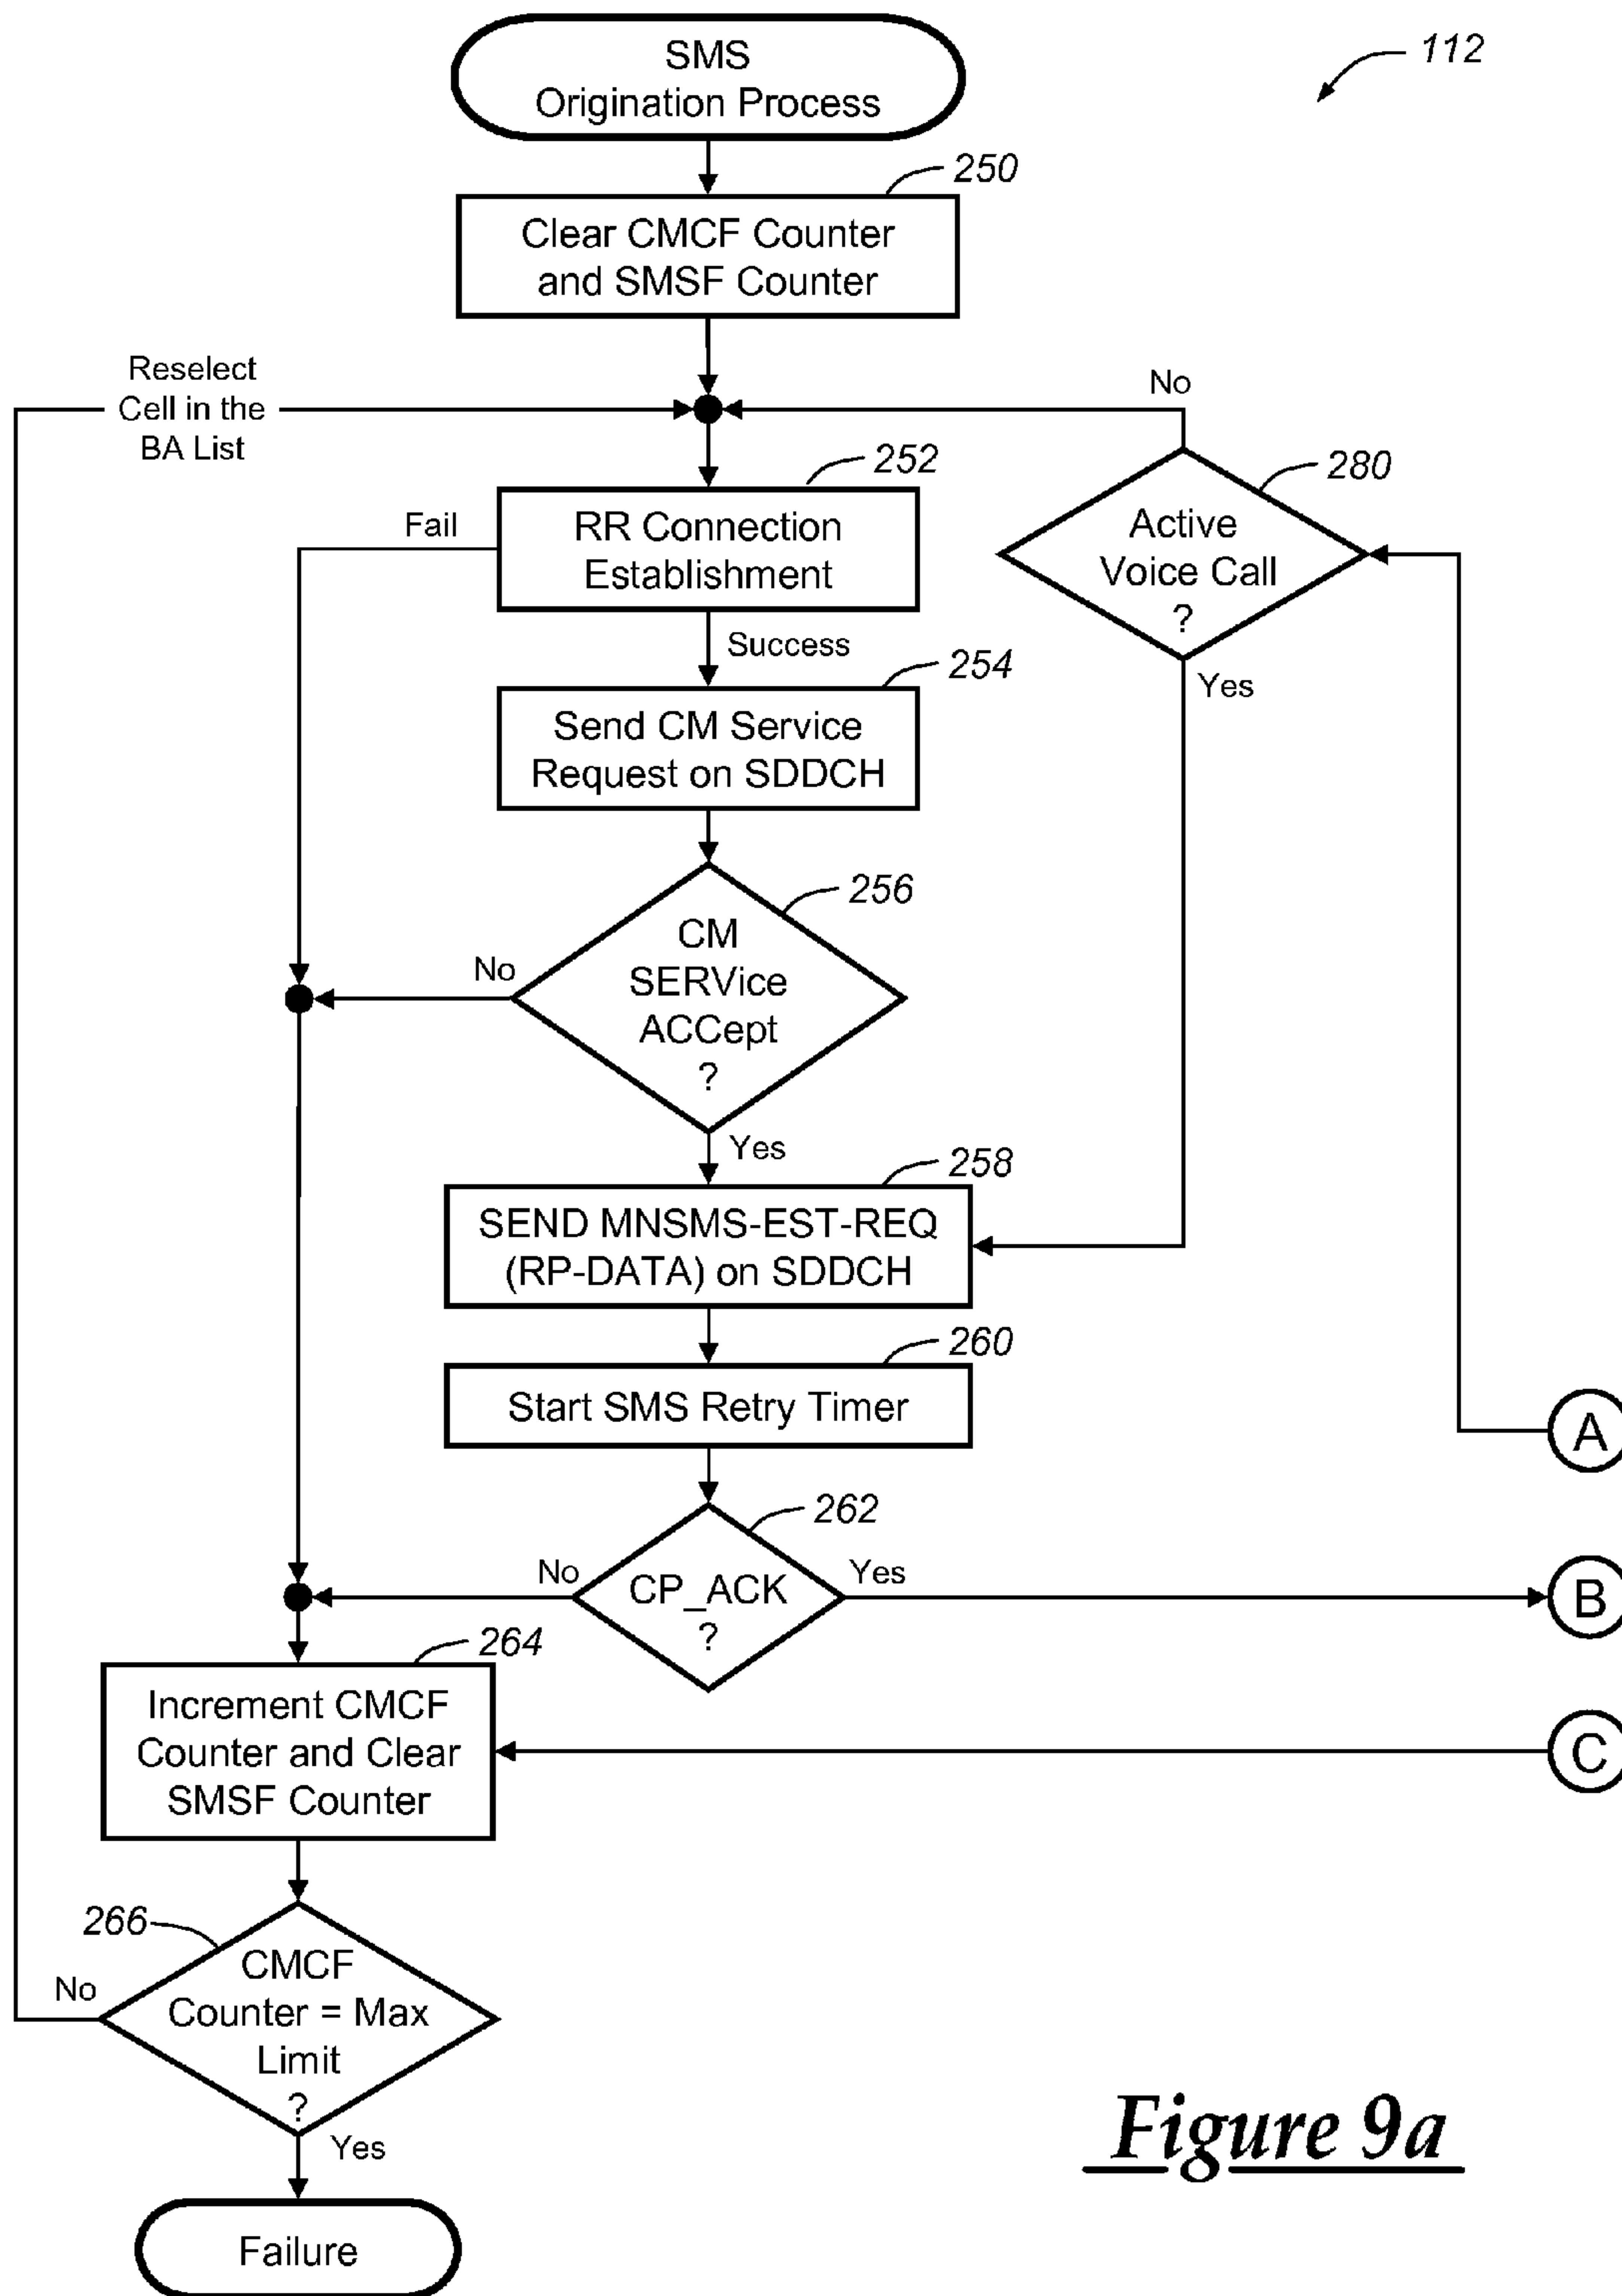 SMS
Origination Process
112
250
Clear CMCF Counter
and SMSF Counter
Reselect
Cell in the
BA List
No
252
RR Connection
Establishment
Fail
280
Active
Voice Call
?
Success
Yes
254
Send CM Service
Request on SDDCH
256
CM
SERVice
ACCept
?
No
Yes
258
SEND MNSMS-EST-REQ
(RP-DATA) on SDDCH
260
Start SMS Retry Timer
A
262
CP_ACK
?
No
Yes
B
264
Increment CMCF
Counter and Clear
SMSF Counter
C
266
CMCF
Counter = Max
Limit
?
No
Yes
Failure
Figure 9a